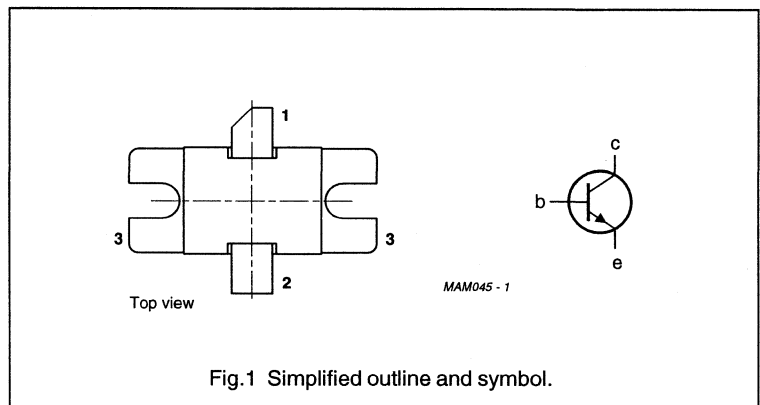 1
c
b
3
3
e
2
MAM045 - 1
Top view
Fig.1 Simplified outline and symbol.